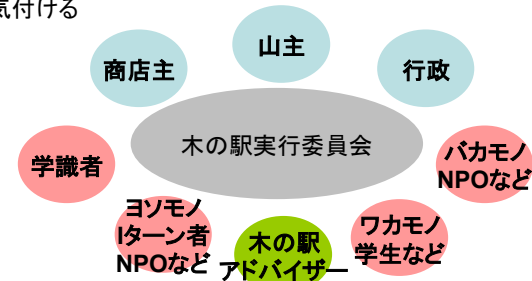 気付ける
山主
商店主
行政
木の駅実行委員会
学識者
バカモノ
NPOなど
ヨソモノ
Iターン者
NPOなど
木の駅
アドバイザー
ワカモノ
学生など